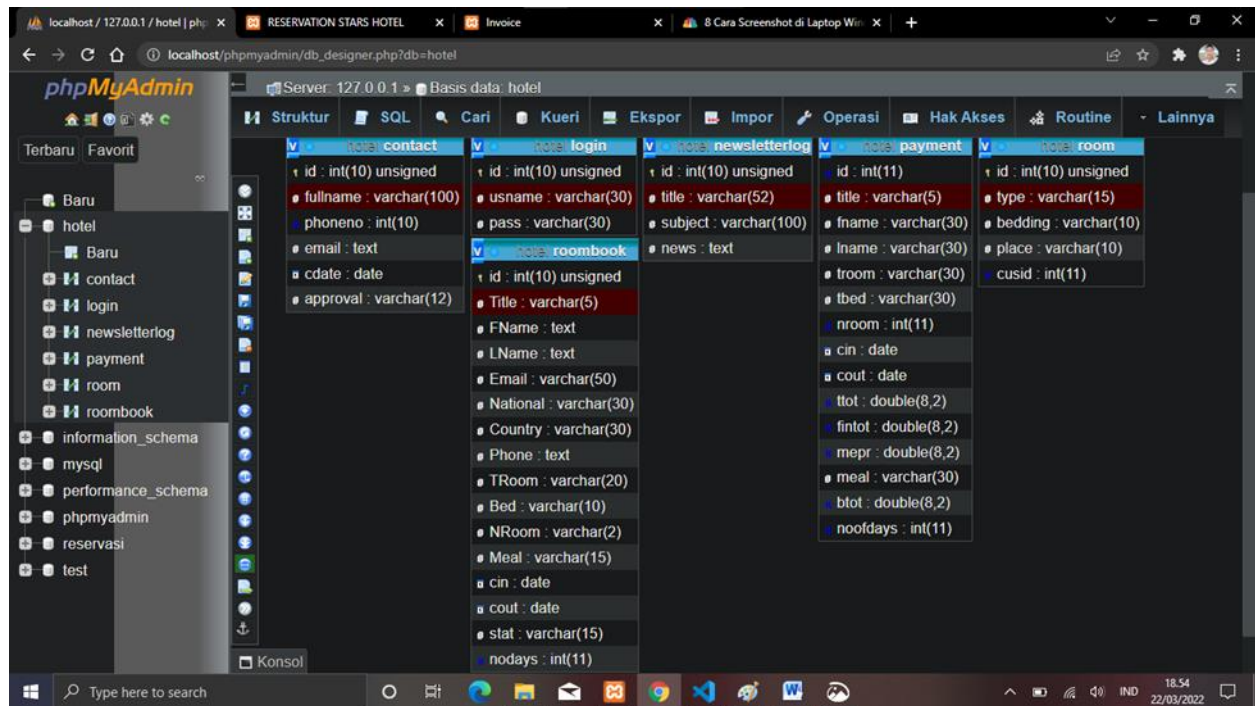 localhost / 127.0.0.1 / hotel | php
RESERVATION STARS HOTEL
Invoice
8 Cara Screenshot di Laptop Win
localhost/phpmyadmin/db_designer.php?db=hotel
phpMyAdmin
Terbaru Favorit
Baru
hotel
Baru
contact
login
newsletterlog
payment
room
roombook
information_schema
mysql
performance_schema
phpmyadmin
reservasi
test
Server: 127.0.0.1 » Basis data: hotel
Struktur SQL Cari Kueri Ekspor Impor Operasi Hak Akses Routine Lainnya
hotel contact
id : int(10) unsigned
fullname : varchar(100)
phoneno : int(10)
email : text
cdate : date
approval : varchar(12)
hotel login
id : int(10) unsigned
usname : varchar(30)
pass : varchar(30)
hotel roombook
id : int(10) unsigned
Title : varchar(5)
FName : text
LName : text
Email : varchar(50)
National : varchar(30)
Country : varchar(30)
Phone : text
TRoom : varchar(20)
Bed : varchar(10)
NRoom : varchar(2)
Meal : varchar(15)
cin : date
cout : date
stat : varchar(15)
nodays : int(11)
hotel newsletterlog
id : int(10) unsigned
title : varchar(52)
subject : varchar(100)
news : text
hotel payment
id : int(11)
title : varchar(5)
fname : varchar(30)
lname : varchar(30)
troom : varchar(30)
tbed : varchar(30)
nroom : int(11)
cin : date
cout : date
ttot : double(8,2)
fintot : double(8,2)
mepr : double(8,2)
meal : varchar(30)
btot : double(8,2)
noofdays : int(11)
hotel room
id : int(10) unsigned
type : varchar(15)
bedding : varchar(10)
place : varchar(10)
cusid : int(11)
Konsol
Type here to search
IND
18.54
22/03/2022